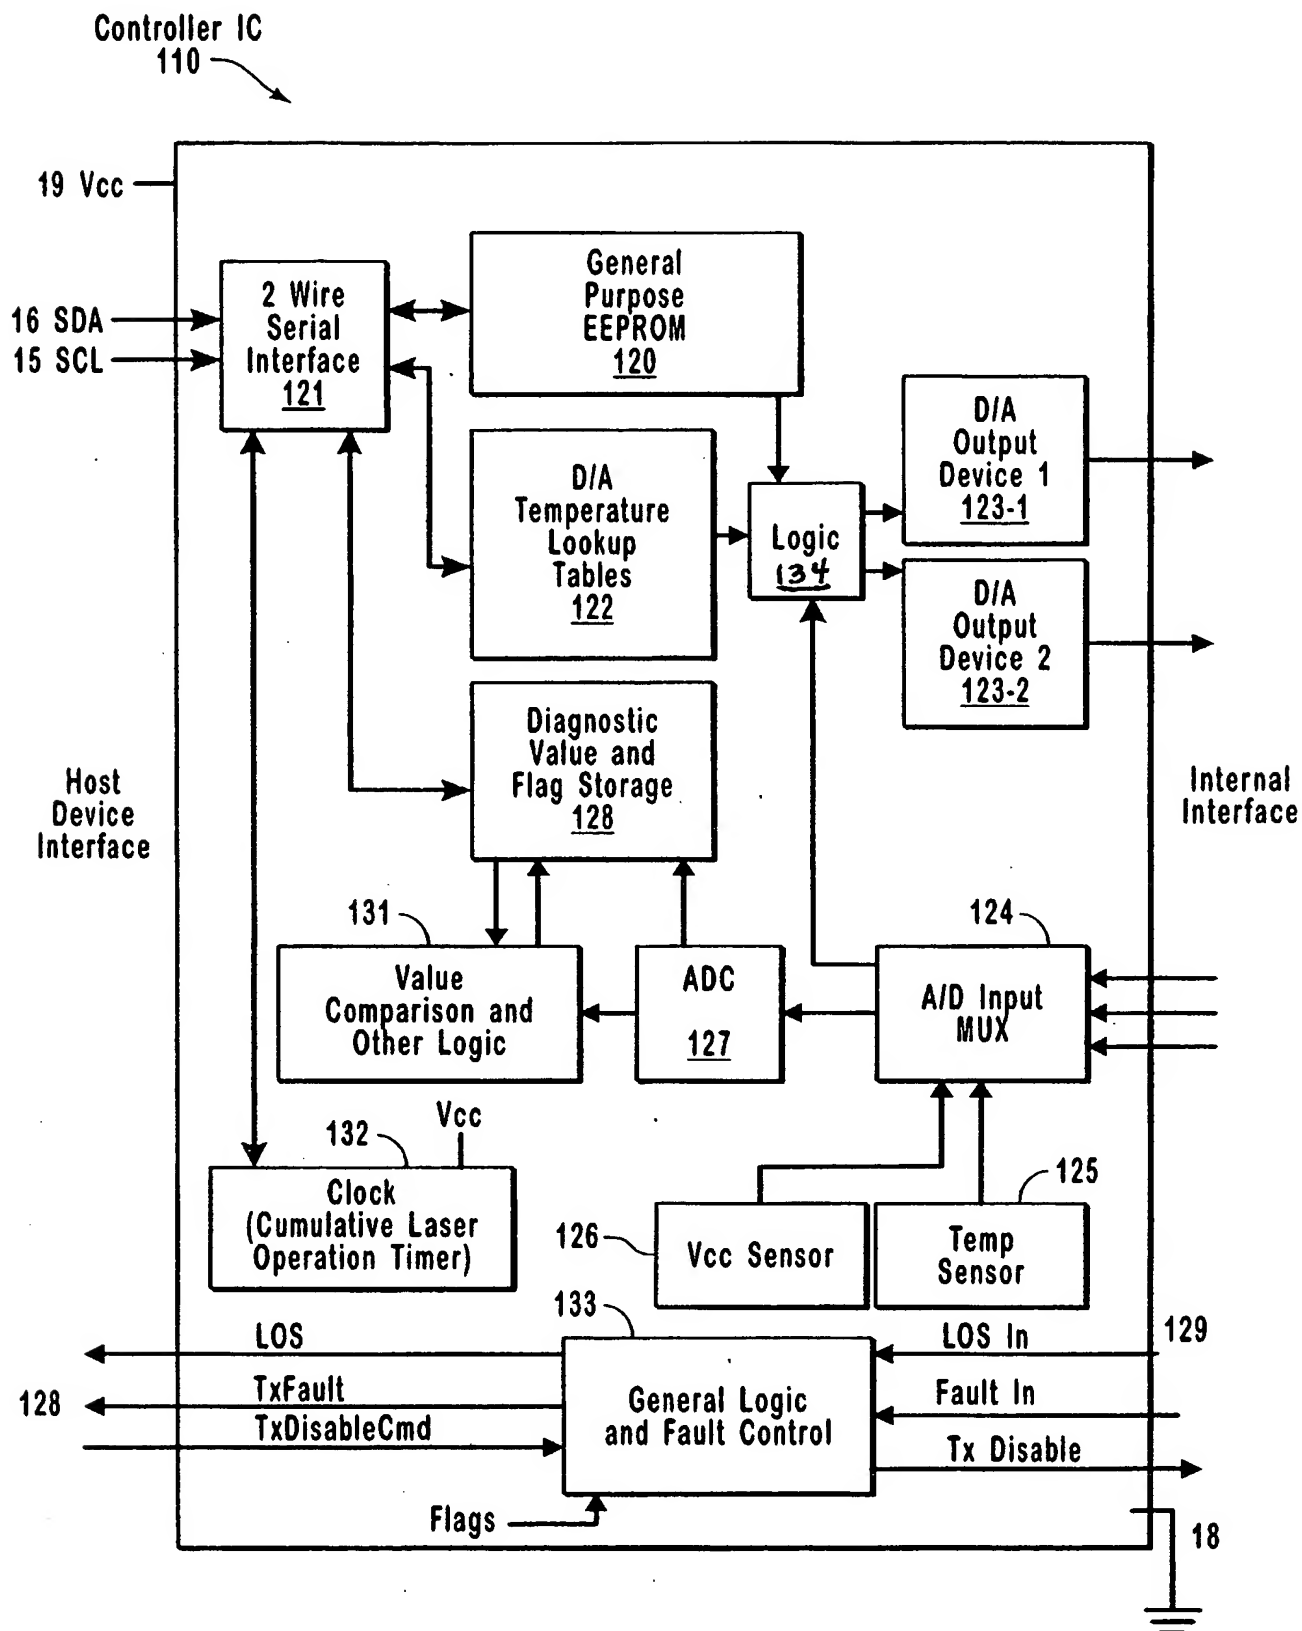 Controller IC
110
19 Vcc
16 SDA
15 SCL
2 Wire
Serial
Interface
121
General
Purpose
EEPROM
120
D/A
Temperature
Lookup
Tables
122
Logic
134
D/A
Output
Device 1
123-1
D/A
Output
Device 2
123-2
Diagnostic
Value and
Flag Storage
128
Host
Device
Interface
Internal
Interface
131
Value
Comparison and
Other Logic
ADC
127
124
A/D Input
MUX
Vcc
132
Clock
(Cumulative Laser
Operation Timer)
126
Vcc Sensor
125
Temp
Sensor
133
General Logic
and Fault Control
LOS
TxFault
128
TxDisableCmd
Flags
LOS In
129
Fault In
Tx Disable
18